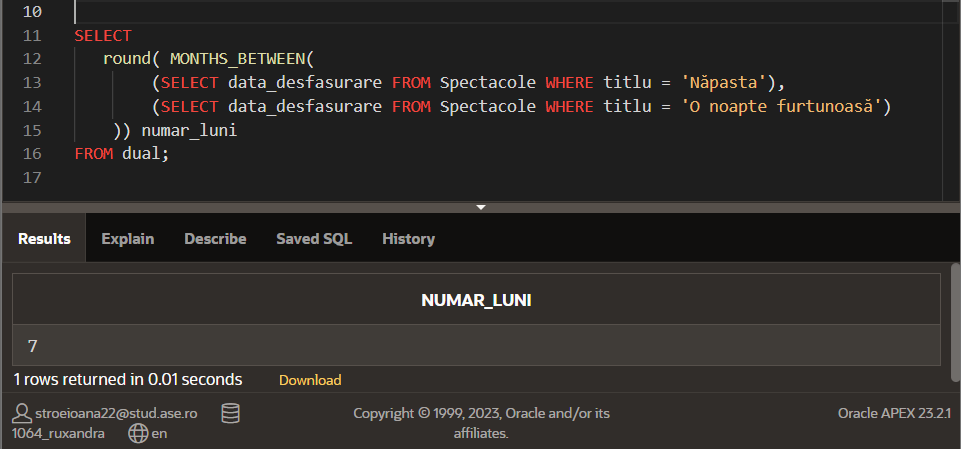 10
11 SELECT
12 round( MONTHS_BETWEEN(
13 (SELECT data_desfasurare FROM Spectacole WHERE titlu = 'Năpasta'),
14 (SELECT data_desfasurare FROM Spectacole WHERE titlu = 'O noapte furtunoasă')
15 )) numar_luni
16 FROM dual;
17
Results Explain Describe Saved SQL History
NUMAR_LUNI
7
1 rows returned in 0.01 seconds Download
stroeioana22@stud.ase.ro Copyright © 1999, 2023, Oracle and/or its Oracle APEX 23.2.1
1064_ruxandra en affiliates.